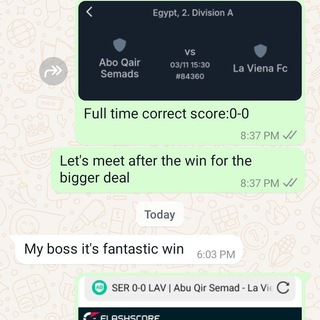 Egypt, 2. Division A
Abo Qair
Semads
vs
03/11 15:30
#84360
La Viena Fc
Full time correct score:0-0
8:37 PM
Let's meet after the win for the
bigger deal
8:37 PM
Today
My boss it's fantastic win
6:03 PM
SER 0-0 LAV | Abu Qir Semad - La Vi
FLASHSCORE